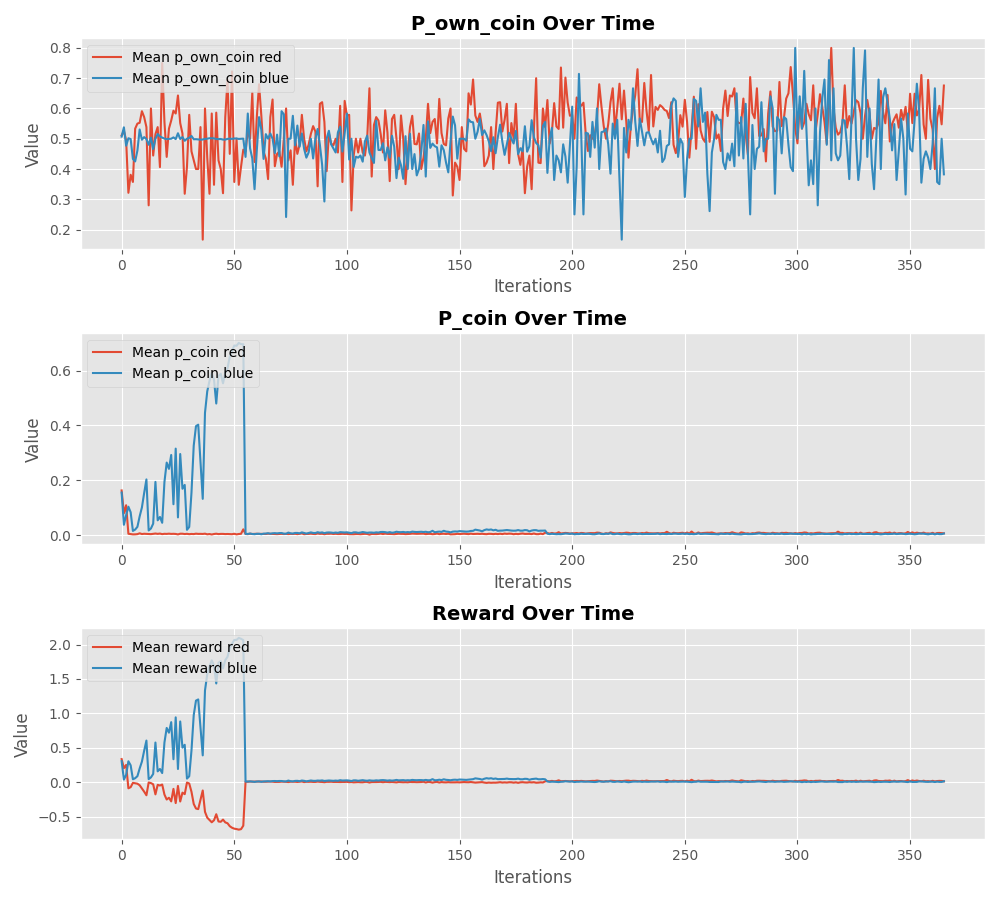 P_own_coin Over Time
Mean p_own_coin red
Mean p_own_coin blue
Value
0.8
0.7
0.6
0.5
0.4
0.3
0.2
0 50 100 150 200 250 300 350
Iterations
P_coin Over Time
Mean p_coin red
Mean p_coin blue
Value
0.6
0.4
0.2
0.0
0 50 100 150 200 250 300 350
Iterations
Reward Over Time
Mean reward red
Mean reward blue
Value
2.0
1.5
1.0
0.5
0.0
−0.5
0 50 100 150 200 250 300 350
Iterations